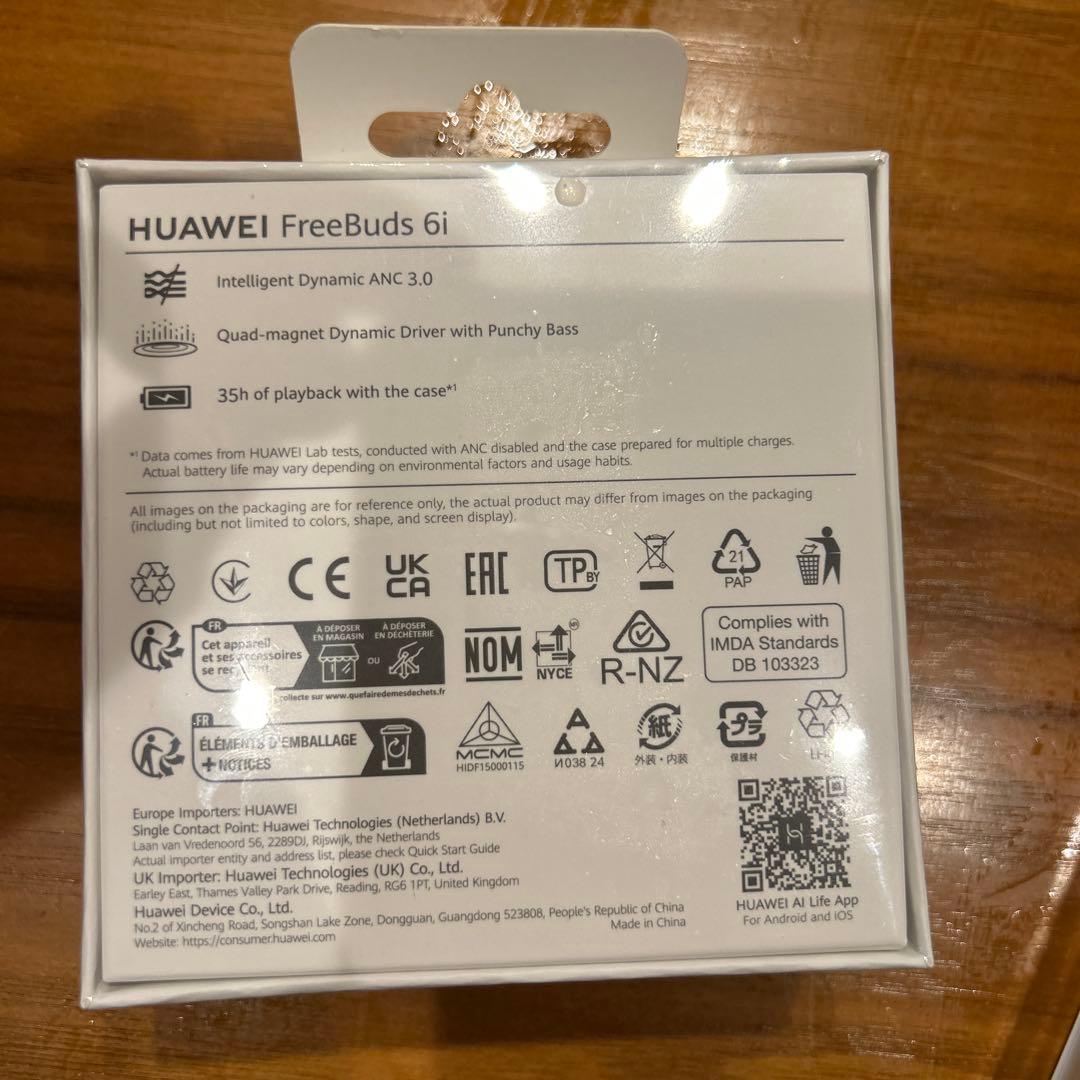 HUAWEI FreeBuds 6i
Intelligent Dynamic ANC 3.0
Quad-magnet Dynamic Driver with Punchy Bass
35h of playback with the case*1
*1 Data comes from HUAWEI Lab tests, conducted with ANC disabled and the case prepared for multiple charges.
Actual battery life may vary depending on environmental factors and usage habits.
All images on the packaging are for reference only, the actual product may differ from images on the packaging
(including but not limited to colors, shape, and screen display).
CE UK CA EAC TP BY 21 PAP
FR
Cet appareil
et ses accessoires
se
À DÉPOSER EN MAGASIN
OU
À DÉPOSER EN DÉCHÈTERIE
collecte sur www.quefairedemesdechets.fr
NOM
NYCE
R-NZ
Complies with
IMDA Standards
DB 103323
FR
ÉLÉMENTS D'EMBALLAGE
+ NOTICES
MCMC
HIDF15000115
И038 24
紙
外装・内装
プラ
保護材
Europe Importers: HUAWEI
Single Contact Point: Huawei Technologies (Netherlands) B.V.
Laan van Vredenoord 56, 2289DJ, Rijswijk, the Netherlands
Actual importer entity and address list, please check Quick Start Guide
UK Importer: Huawei Technologies (UK) Co., Ltd.
Earley East, Thames Valley Park Drive, Reading, RG6 1PT, United Kingdom
Huawei Device Co., Ltd.
No.2 of Xincheng Road, Songshan Lake Zone, Dongguan, Guangdong 523808, People's Republic of China
Made in China
Website: https://consumer.huawei.com
HUAWEI AI Life App
For Android and iOS